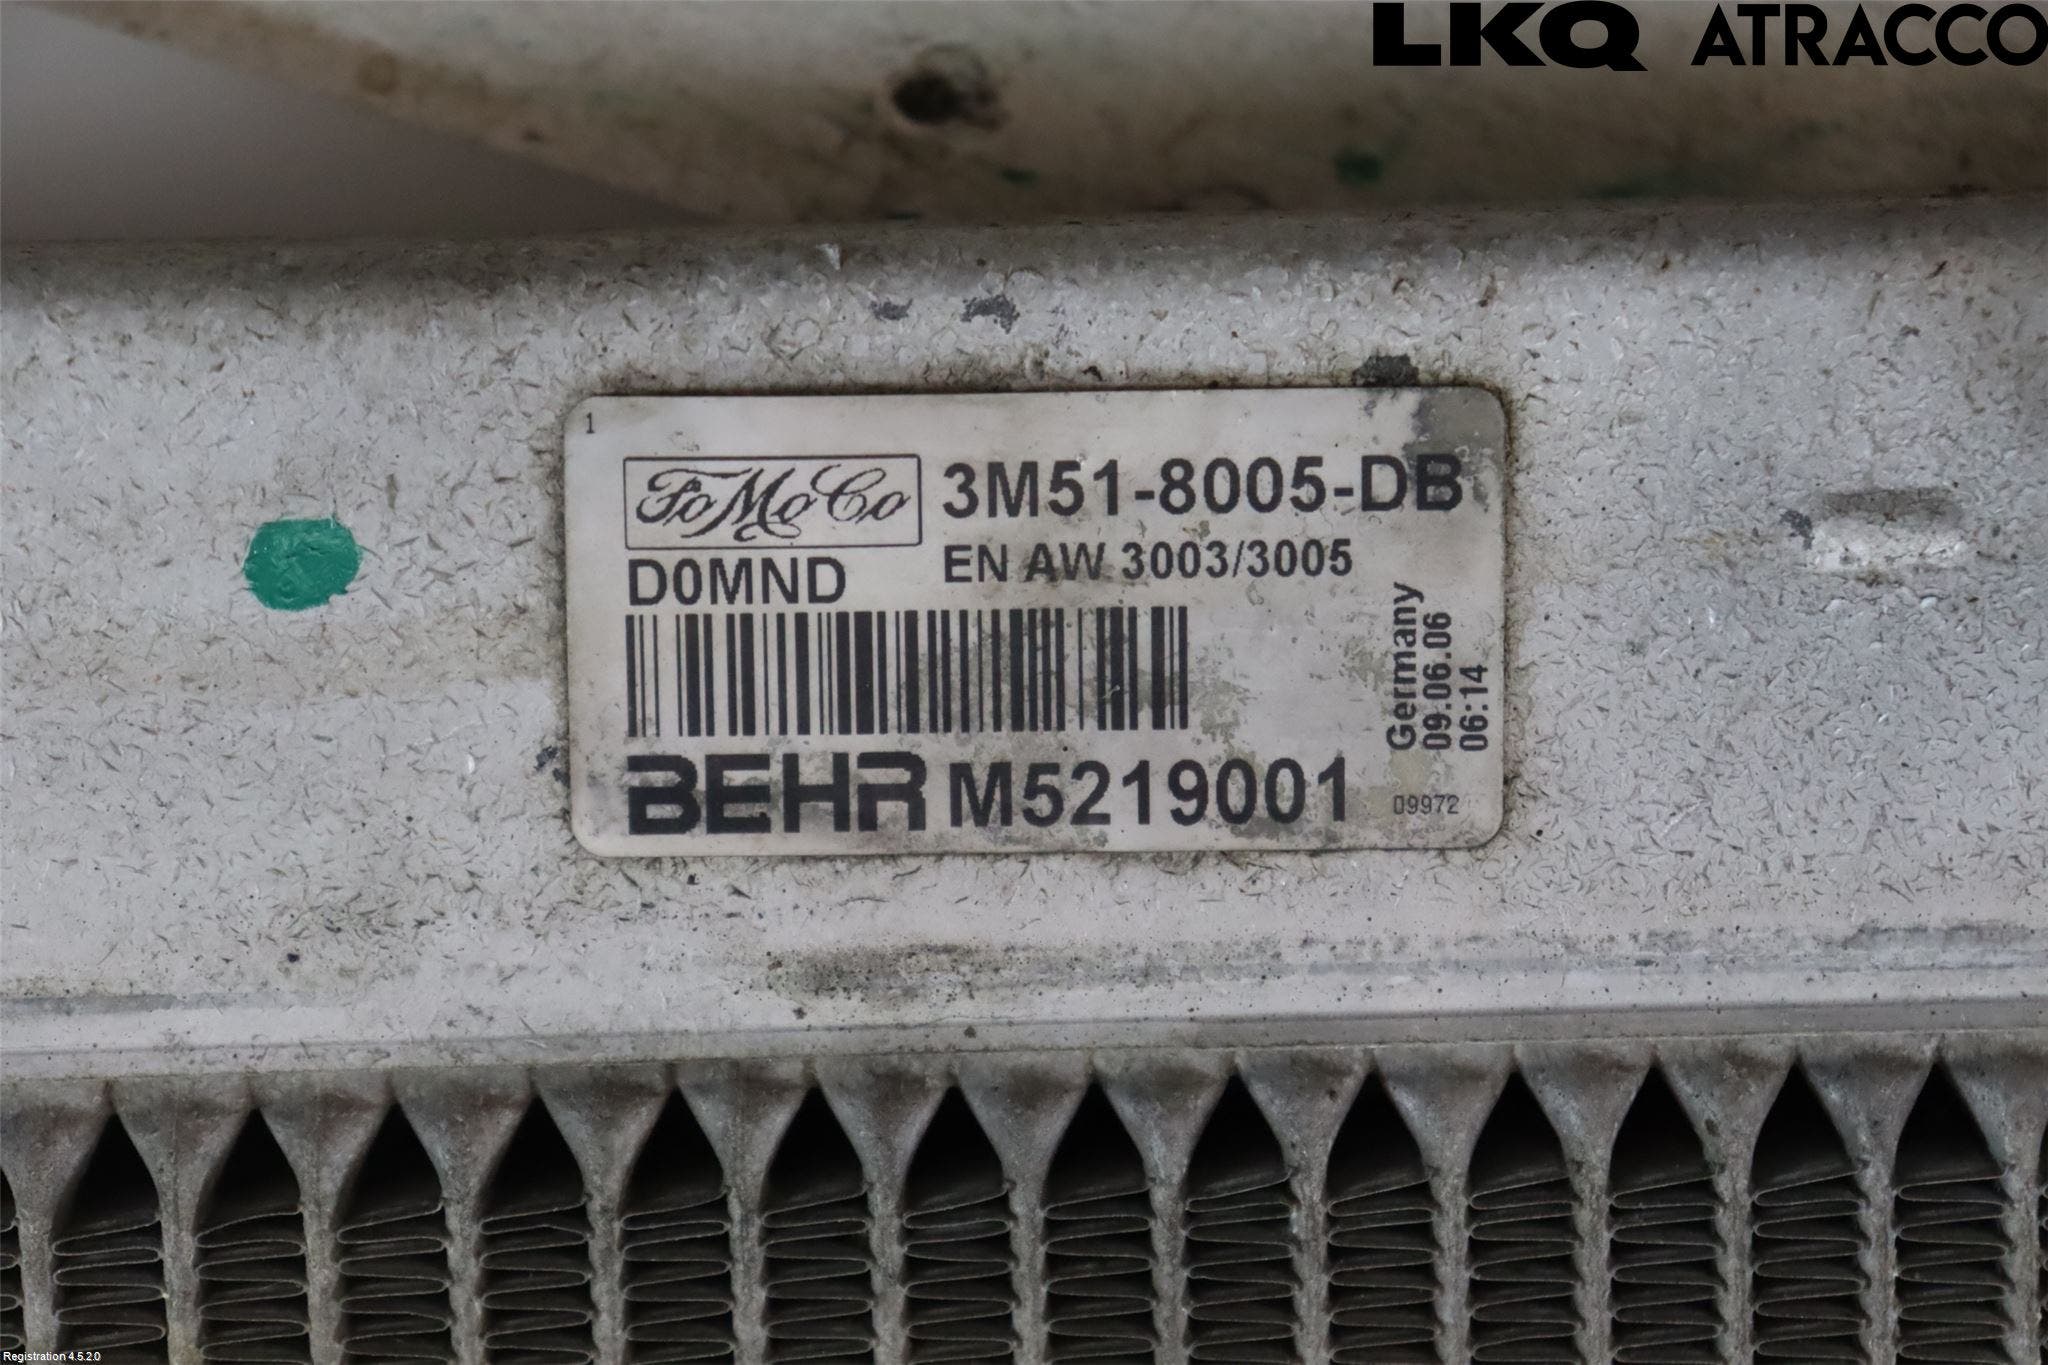 LKQ ATRACCO
1
FoMoCo 3M51-8005-DB
D0MND EN AW 3003/3005
Germany
09.06.06
06:14
BEHR M5219001
09972
Registration 4.5.2.0